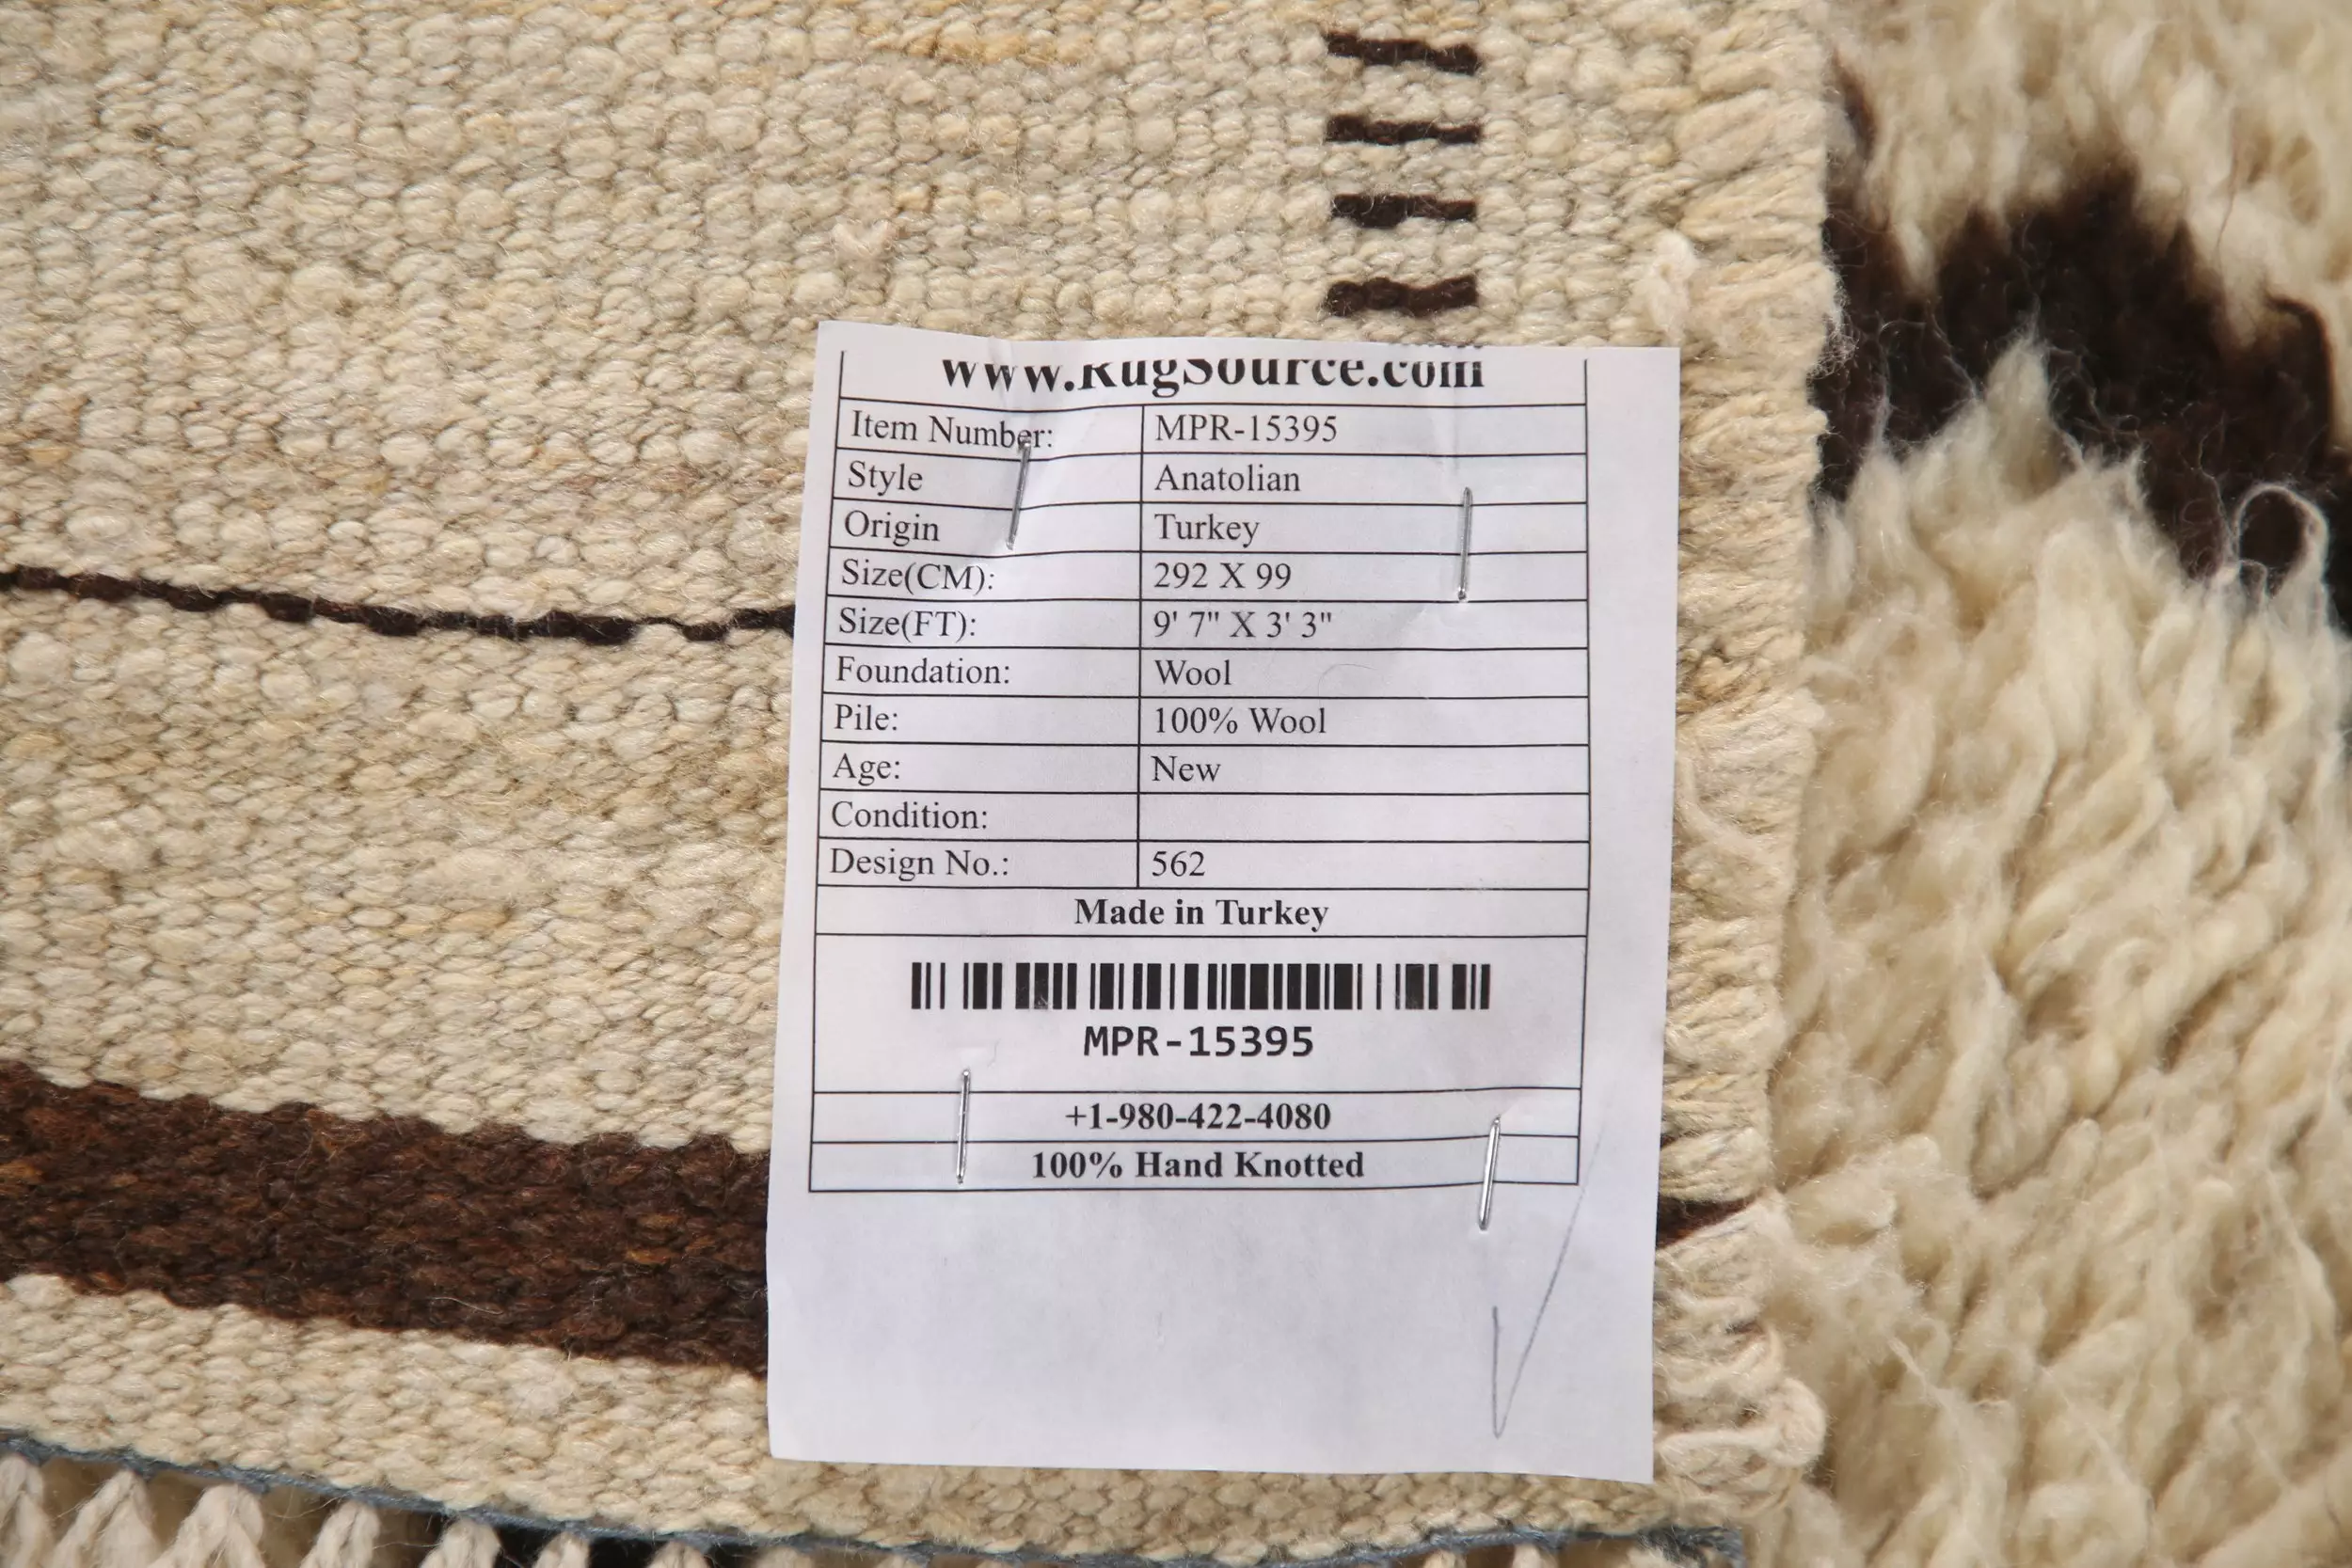 www.RugSource.com
Item Number: MPR-15395
Style Anatolian
Origin Turkey
Size(CM): 292 X 99
Size(FT): 9' 7" X 3' 3"
Foundation: Wool
Pile: 100% Wool
Age: New
Condition:
Design No.: 562
Made in Turkey
MPR-15395
+1-980-422-4080
100% Hand Knotted